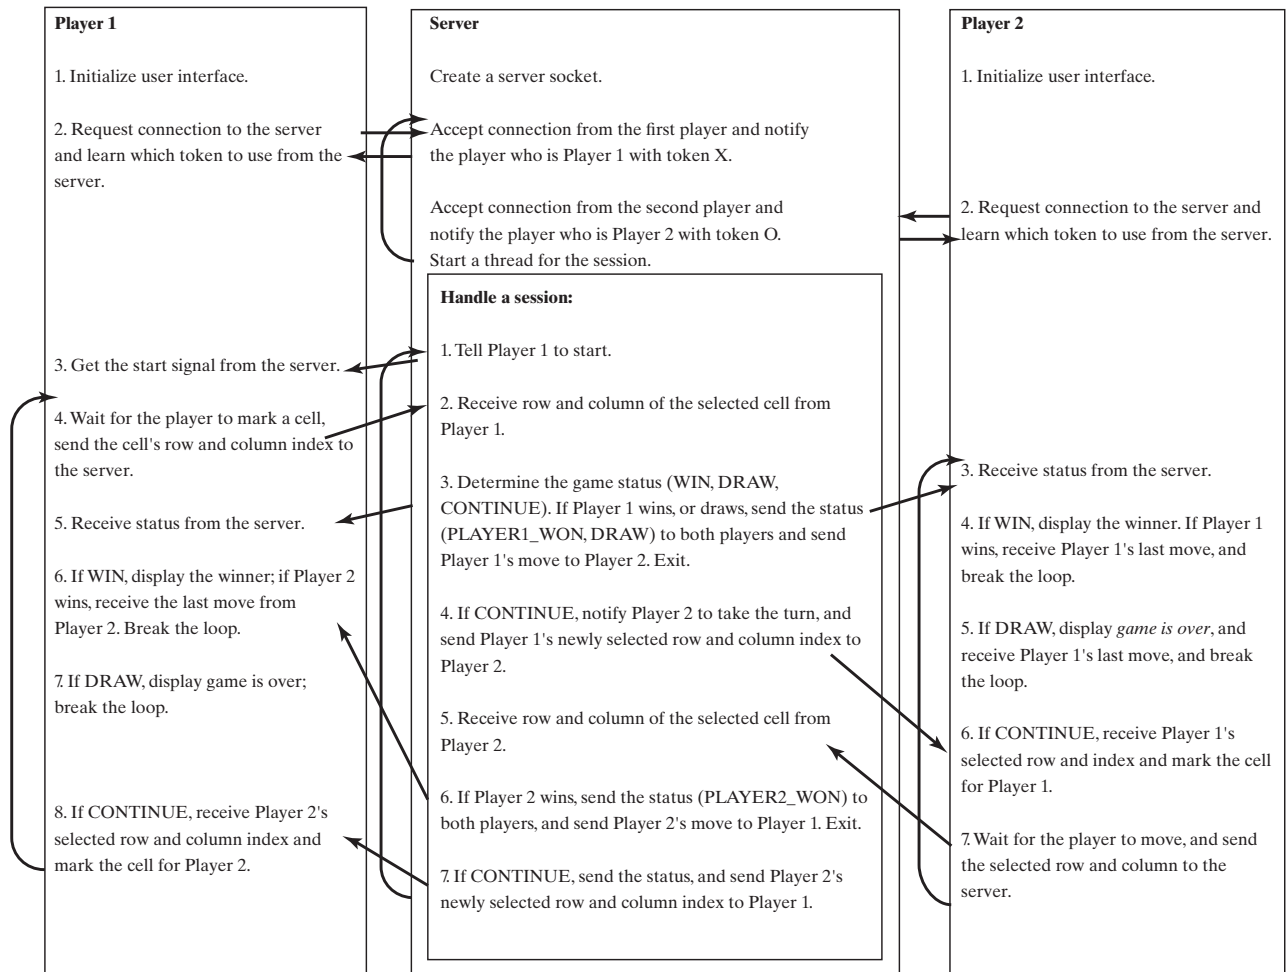 Player 1
1. Initialize user interface.
2. Request connection to the server
and learn which token to use from the
server.
3. Get the start signal from the server.
4. Wait for the player to mark a cell,
send the cell's row and column index to
the server.
5. Receive status from the server.
6. If WIN, display the winner; if Player 2
wins, receive the last move from
Player 2. Break the loop.
7. If DRAW, display game is over;
break the loop.
8. If CONTINUE, receive Player 2's
selected row and column index and
mark the cell for Player 2.
Server
Create a server socket.
Accept connection from the first player and notify
the player who is Player 1 with token X.
Accept connection from the second player and
notify the player who is Player 2 with token O.
Start a thread for the session.
Handle a session:
1. Tell Player 1 to start.
2. Receive row and column of the selected cell from
Player 1.
3. Determine the game status (WIN, DRAW,
CONTINUE). If Player 1 wins, or draws, send the status
(PLAYER1_WON, DRAW) to both players and send
Player 1's move to Player 2. Exit.
4. If CONTINUE, notify Player 2 to take the turn, and
send Player 1's newly selected row and column index to
Player 2.
5. Receive row and column of the selected cell from
Player 2.
6. If Player 2 wins, send the status (PLAYER2_WON) to
both players, and send Player 2's move to Player 1. Exit.
7. If CONTINUE, send the status, and send Player 2's
newly selected row and column index to Player 1.
Player 2
1. Initialize user interface.
2. Request connection to the server and
learn which token to use from the server.
3. Receive status from the server.
4. If WIN, display the winner. If Player 1
wins, receive Player 1's last move, and
break the loop.
5. If DRAW, display game is over, and
receive Player 1's last move, and break
the loop.
6. If CONTINUE, receive Player 1's
selected row and index and mark the cell
for Player 1.
7. Wait for the player to move, and send
the selected row and column to the
server.